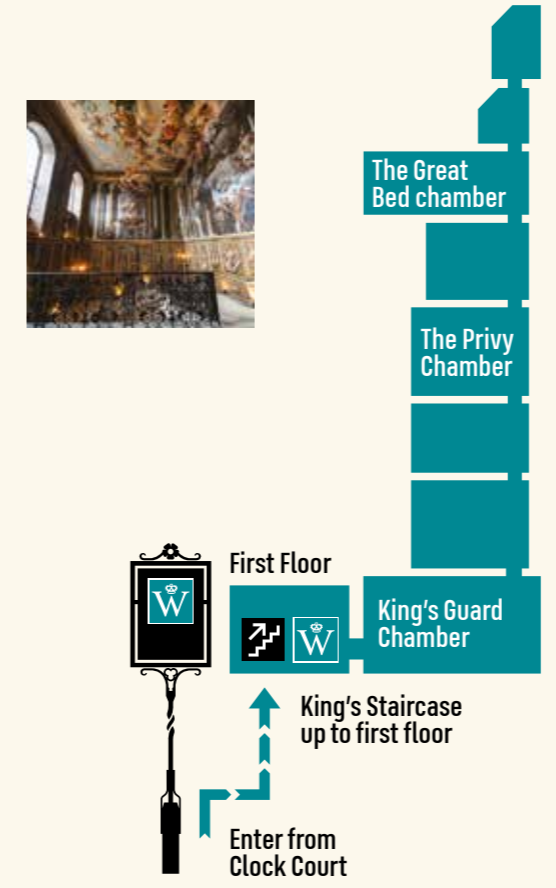 The Great
Bed chamber
The Privy
Chamber
First Floor
W
W
King's Guard
Chamber
King's Staircase
up to first floor
Enter from
Clock Court